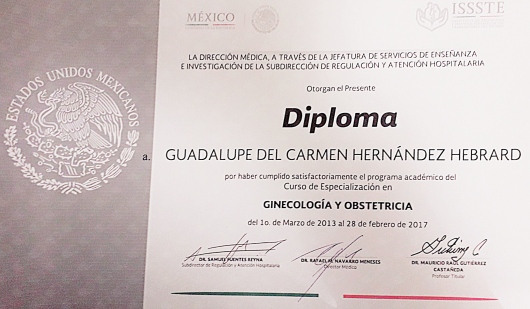 MÉXICO
ISSSTE
ESTADOS UNIDOS MEXICANOS
LA DIRECCIÓN MÉDICA, A TRAVÉS DE LA JEFATURA DE SERVICIOS DE ENSEÑANZA
E INVESTIGACIÓN DE LA SUBDIRECCIÓN DE REGULACIÓN Y ATENCIÓN HOSPITALARIA
Otorgan el Presente
Diploma
a. GUADALUPE DEL CARMEN HERNÁNDEZ HEBRARD
por haber cumplido satisfactoriamente el programa académico del
Curso de Especialización en
GINECOLOGÍA Y OBSTETRICIA
del 1o. de Marzo de 2013 al 28 de febrero de 2017
DR. SAMUEL FUENTES REYNA
Subdirector de Regulación y Atención Hospitalaria
DR. RAFAEL M. NAVARRO MENESES
Director Médico
DR. MAURICIO RAÚL GUTIÉRREZ
CASTAÑEDA
Profesor Titular